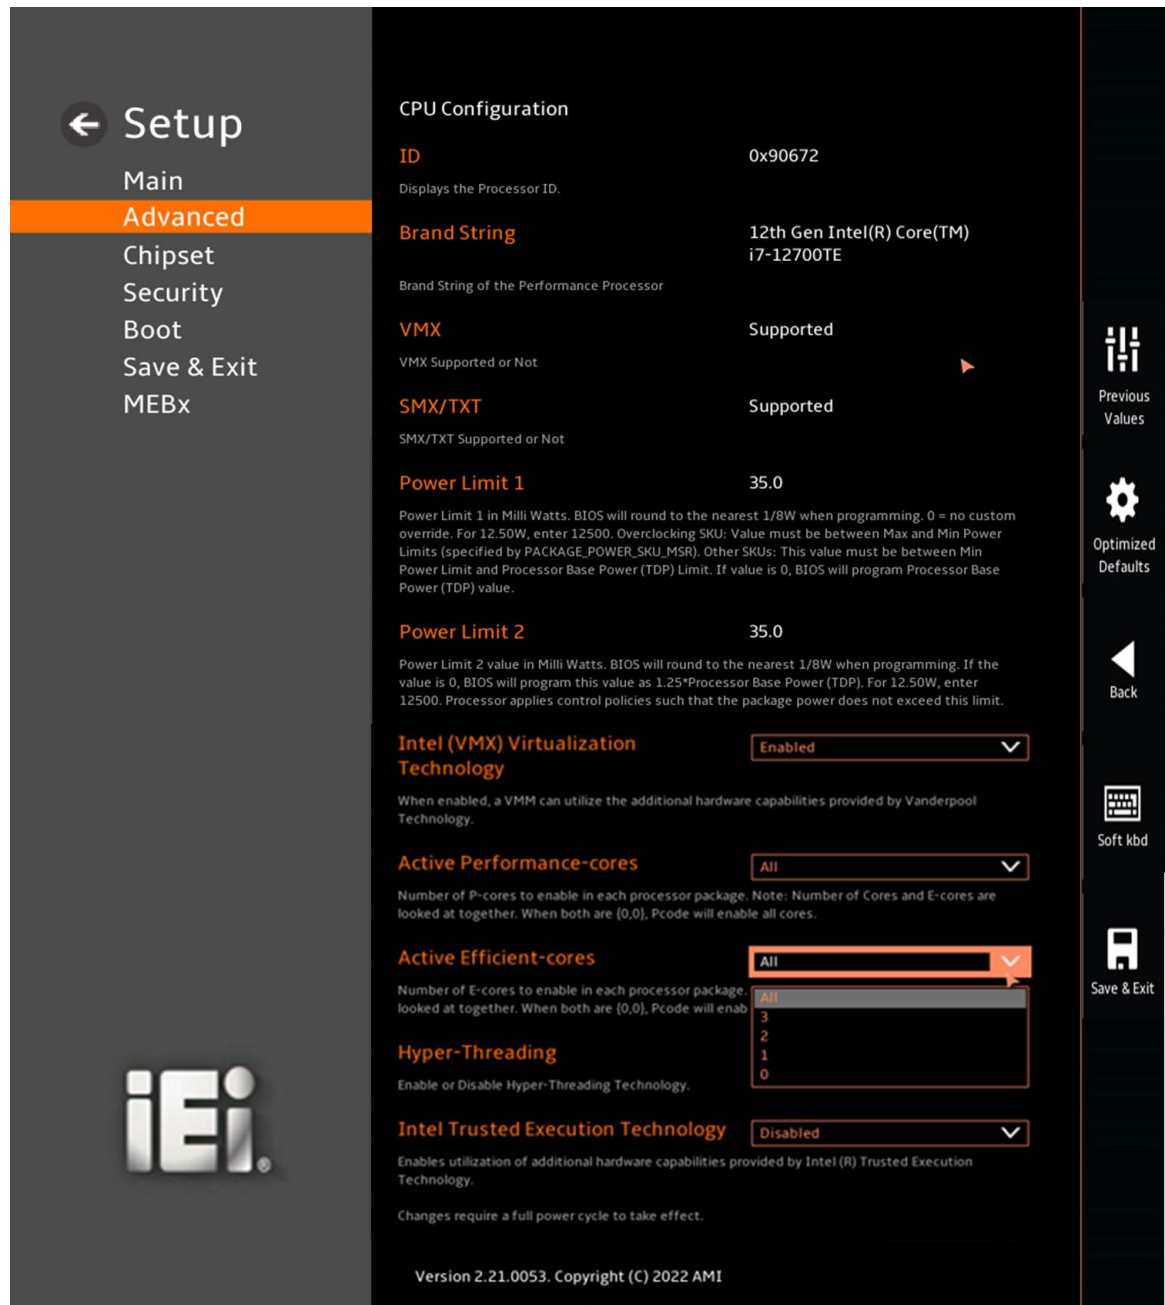 Setup
Main
Advanced
Chipset
Security
Boot
Save & Exit
MEBx
iEi
®
CPU Configuration
ID 0x90672
Displays the Processor ID.
Brand String 12th Gen Intel(R) Core(TM)
i7-12700TE
Brand String of the Performance Processor
VMX Supported
VMX Supported or Not
SMX/TXT Supported
SMX/TXT Supported or Not
Power Limit 1 35.0
Power Limit 1 in Milli Watts. BIOS will round to the nearest 1/8W when programming. 0 = no custom
override. For 12.50W, enter 12500. Overclocking SKU: Value must be between Max and Min Power
Limits (specified by PACKAGE_POWER_SKU_MSR). Other SKUs: This value must be between Min
Power Limit and Processor Base Power (TDP) Limit. If value is 0, BIOS will program Processor Base
Power (TDP) value.
Power Limit 2 35.0
Power Limit 2 value in Milli Watts. BIOS will round to the nearest 1/8W when programming. If the
value is 0, BIOS will program this value as 1.25*Processor Base Power (TDP). For 12.50W, enter
12500. Processor applies control policies such that the package power does not exceed this limit.
Intel (VMX) Virtualization
Technology
Enabled
When enabled, a VMM can utilize the additional hardware capabilities provided by Vanderpool
Technology.
Active Performance-cores All
Number of P-cores to enable in each processor package. Note: Number of Cores and E-cores are
looked at together. When both are {0,0}, Pcode will enable all cores.
Active Efficient-cores All
Number of E-cores to enable in each processor package.
looked at together. When both are {0,0}, Pcode will enab
All
3
2
1
0
Hyper-Threading
Enable or Disable Hyper-Threading Technology.
Intel Trusted Execution Technology Disabled
Enables utilization of additional hardware capabilities provided by Intel (R) Trusted Execution
Technology.
Changes require a full power cycle to take effect.
Version 2.21.0053. Copyright (C) 2022 AMI
Previous
Values
Optimized
Defaults
Back
Soft kbd
Save & Exit